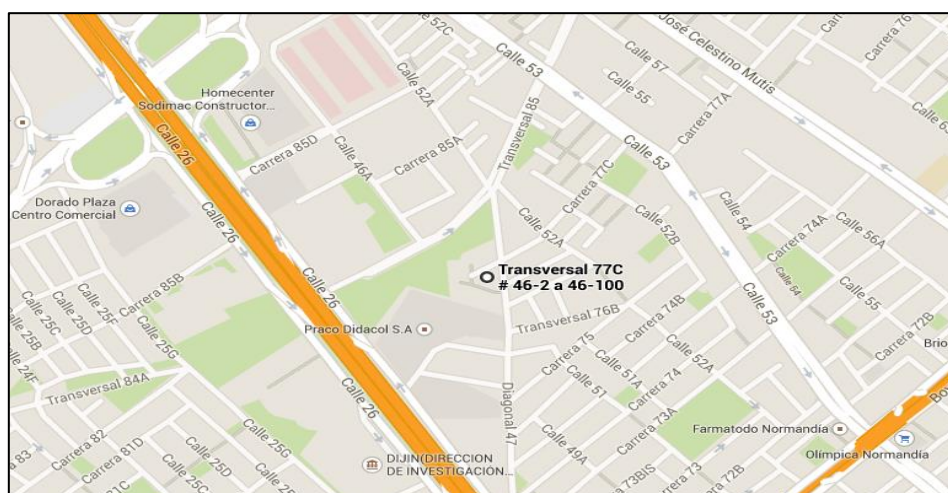 Calle 52C
Calle 53
Calle 57
José Celestino Mutis
Carrera 76
Homecenter
Sodimac Constructor...
Calle 52A
Calle 55
Carrera 77A
Transversal 85
Calle 26
Carrera 85D
Carrera 85A
Calle 46A
Calle 53
Carrera 77C
Dorado Plaza
Centro Comercial
Calle 26
Calle 52A
Calle 52B
Calle 54
Carrera 74A
Calle 56A
Transversal 77C
# 46-2 a 46-100
Calle 26
Carrera 85B
Calle 54
Calle 55
Calle 25B
Calle 25C
Calle 25D
Calle 25F
Calle 25G
Praco Didacol S.A
Transversal 76B
Carrera 74B
Calle 53
Carrera 72B
Brio
Calle 24F
Transversal 84A
Calle 26
Carrera 75
Calle 52A
Calle 51A
Calle 51
Carrera 74
Diagonal 47
Carrera 73A
Farmatodo Normandía
Olímpica Normandía
Carrera 82
Carrera 81D
Calle 25G
Calle 25D
Calle 25C
DIJIN(DIRECCION
DE INVESTIGACIÓN...
Calle 49A
Carrera 73BIS
Carrera 73
Carrera 72B